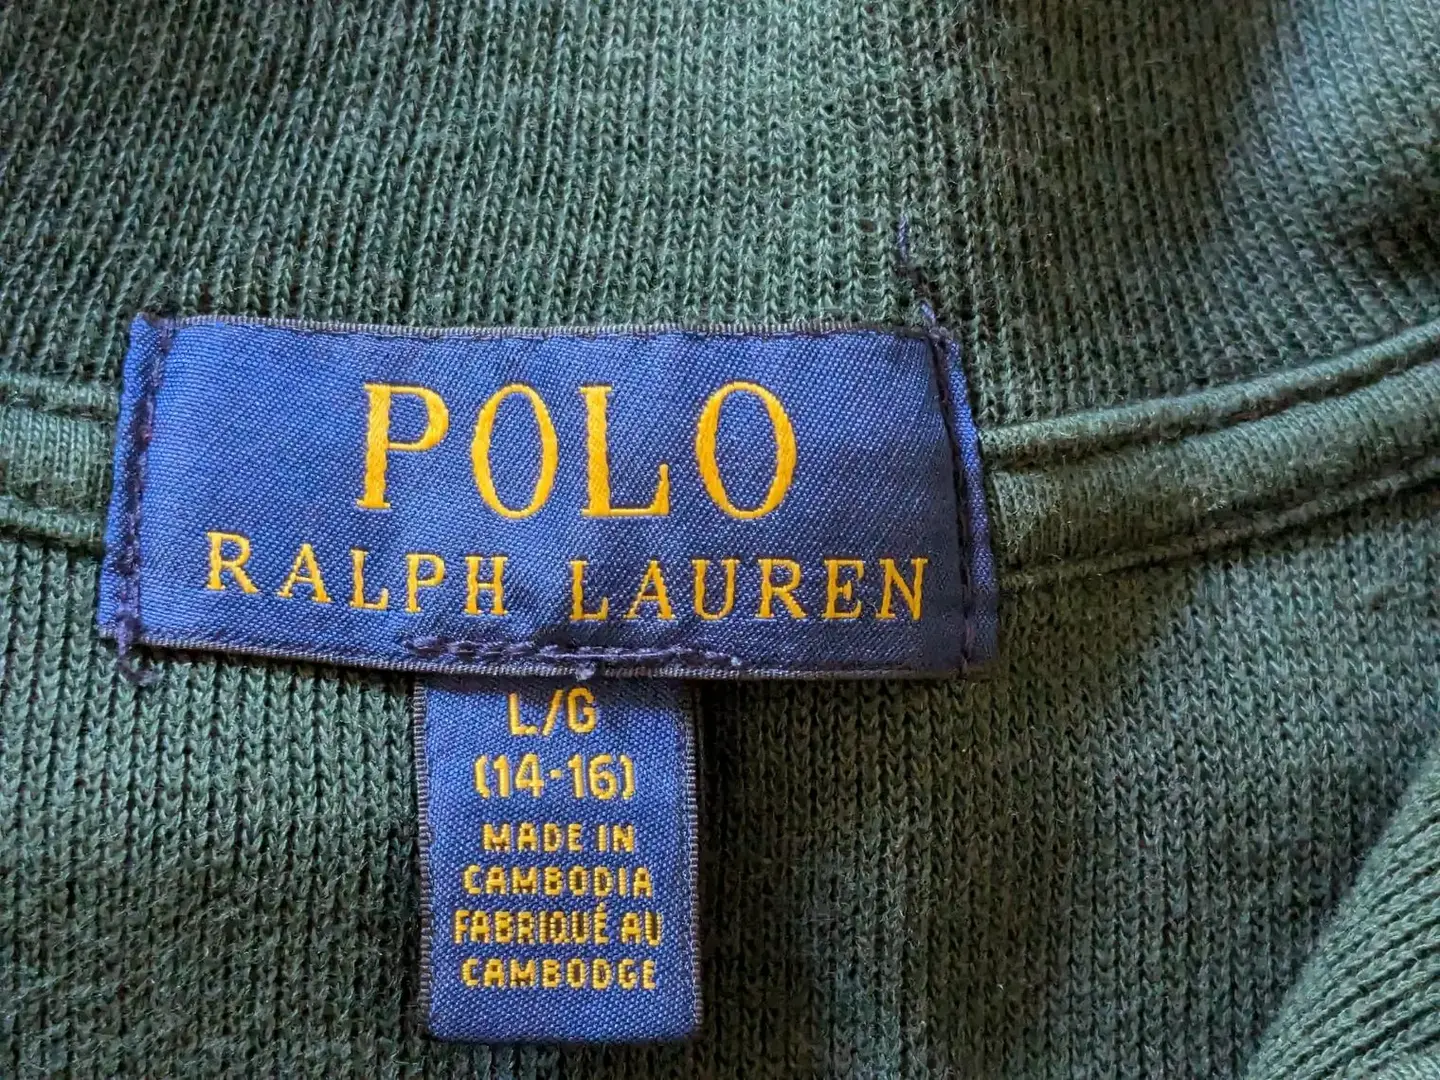 POLO
RALPH LAUREN
L/G
(14-16)
MADE IN
CAMBODIA
FABRIQUÉ AU
CAMBODGE